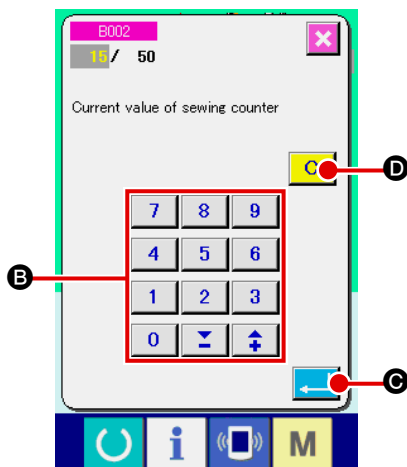 B002
15/ 50
Current value of sewing counter
C
D
7 8 9
4 5 6
B
1 2 3
0 − +
C
i M